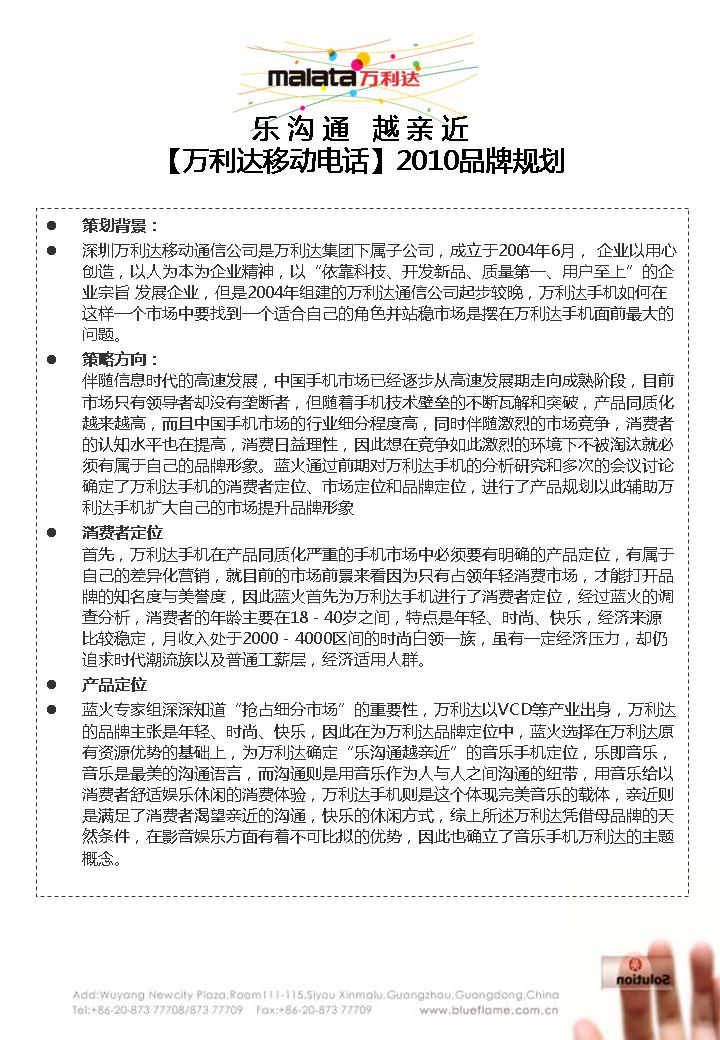 malata万利达
乐沟通 越亲近
【万利达移动电话】2010品牌规划
● 策划背景：
● 深圳万利达移动通信公司是万利达集团下属子公司，成立于2004年6月， 企业以用心
创造，以人为本为企业精神，以“依靠科技、开发新品、质量第一、用户至上”的企
业宗旨 发展企业，但是2004年组建的万利达通信公司起步较晚，万利达手机如何在
这样一个市场中要找到一个适合自己的角色并站稳市场是摆在万利达手机面前最大的
问题。
● 策略方向：
伴随信息时代的高速发展，中国手机市场已经逐步从高速发展期走向成熟阶段，目前
市场只有领导者却没有垄断者，但随着手机技术壁垒的不断瓦解和突破，产品同质化
越来越高，而且中国手机市场的行业细分程度高，同时伴随激烈的市场竞争，消费者
的认知水平也在提高，消费日益理性，因此想在竞争如此激烈的环境下不被淘汰就必
须有属于自己的品牌形象。蓝火通过前期对万利达手机的分析研究和多次的会议讨论
确定了万利达手机的消费者定位、市场定位和品牌定位，进行了产品规划以此辅助万
利达手机扩大自己的市场提升品牌形象
● 消费者定位
首先，万利达手机在产品同质化严重的手机市场中必须要有明确的产品定位，有属于
自己的差异化营销，就目前的市场前景来看因为只有占领年轻消费市场，才能打开品
牌的知名度与美誉度，因此蓝火首先为万利达手机进行了消费者定位，经过蓝火的调
查分析，消费者的年龄主要在18－40岁之间，特点是年轻、时尚、快乐，经济来源
比较稳定，月收入处于2000－4000区间的时尚白领一族，虽有一定经济压力，却仍
追求时代潮流族以及普通工薪层，经济适用人群。
● 产品定位
● 蓝火专家组深深知道“抢占细分市场”的重要性，万利达以VCD等产业出身，万利达
的品牌主张是年轻、时尚、快乐，因此在为万利达品牌定位中，蓝火选择在万利达原
有资源优势的基础上，为万利达确定“乐沟通越亲近”的音乐手机定位，乐即音乐，
音乐是最美的沟通语言，而沟通则是用音乐作为人与人之间沟通的纽带，用音乐给以
消费者舒适娱乐休闲的消费体验，万利达手机则是这个体现完美音乐的载体，亲近则
是满足了消费者渴望亲近的沟通，快乐的休闲方式，综上所述万利达凭借母品牌的天
然条件，在影音娱乐方面有着不可比拟的优势，因此也确立了音乐手机万利达的主题
概念。
Solution
Add:Wuyang Newcity Plaza,Room111-115,Siyou Xinmalu,Guangzhou,Guangdong,China
Tel:+86-20-873 77708/873 77709 Fax:+86-20-873 77709 www.blueflame.com.cn